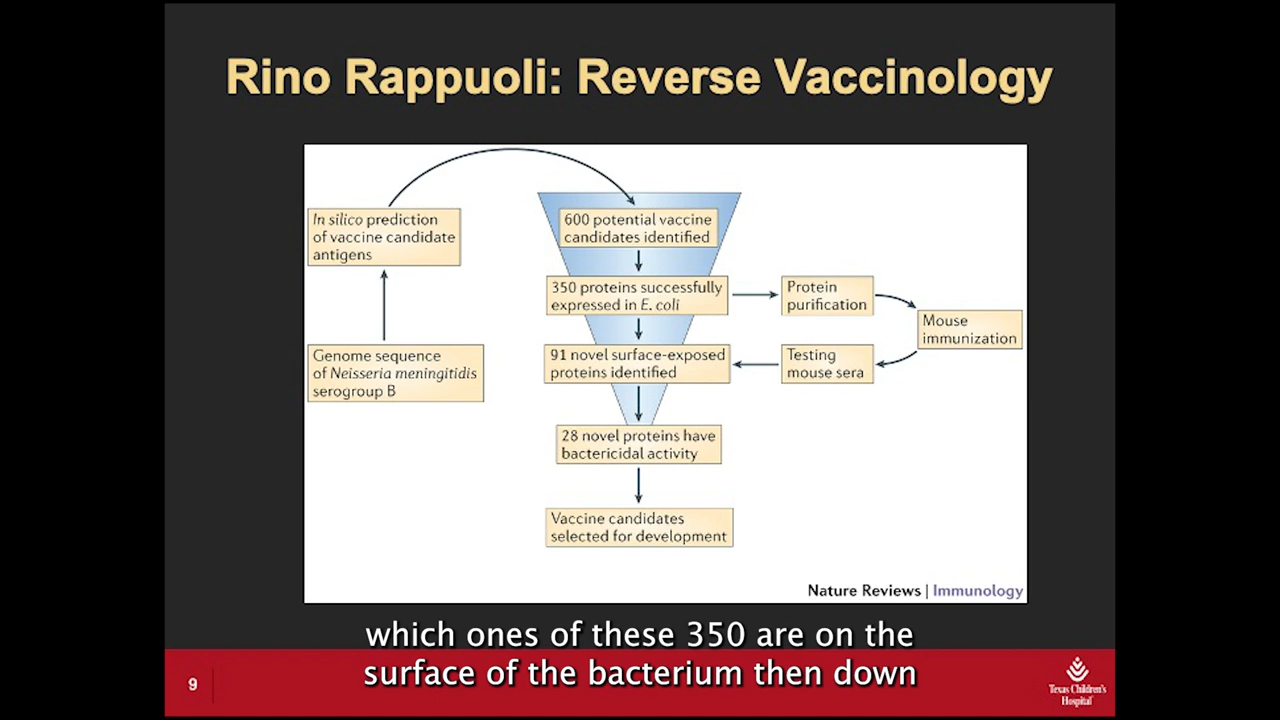 Rino Rappuoli: Reverse Vaccinology
In silico prediction
of vaccine candidate
antigens
Genome sequence
of Neisseria meningitidis
serogroup B
600 potential vaccine
candidates identified
350 proteins successfully
expressed in E. coli
Protein
purification
Mouse
immunization
Testing
mouse sera
91 novel surface-exposed
proteins identified
28 novel proteins have
bactericidal activity
Vaccine candidates
selected for development
Nature Reviews | Immunology
which ones of these 350 are on the
surface of the bacterium then down
9
Texas Children's
Hospital